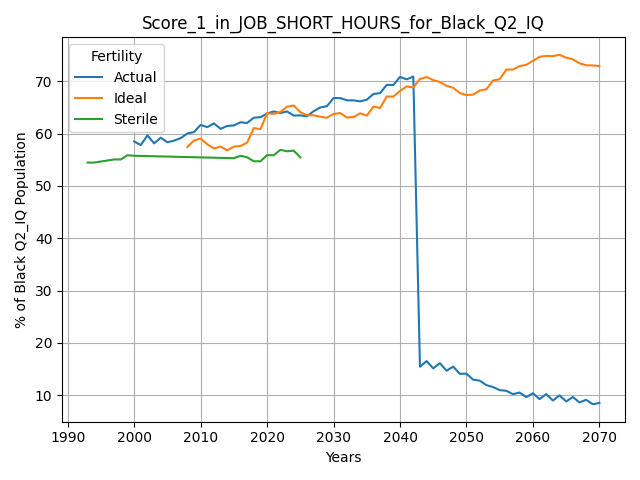 Score_1_in_JOB_SHORT_HOURS_for_Black_Q2_IQ
Fertility
Actual
Ideal
Sterile
% of Black Q2_IQ Population
70
60
50
40
30
20
10
1990 2000 2010 2020 2030 2040 2050 2060 2070
Years